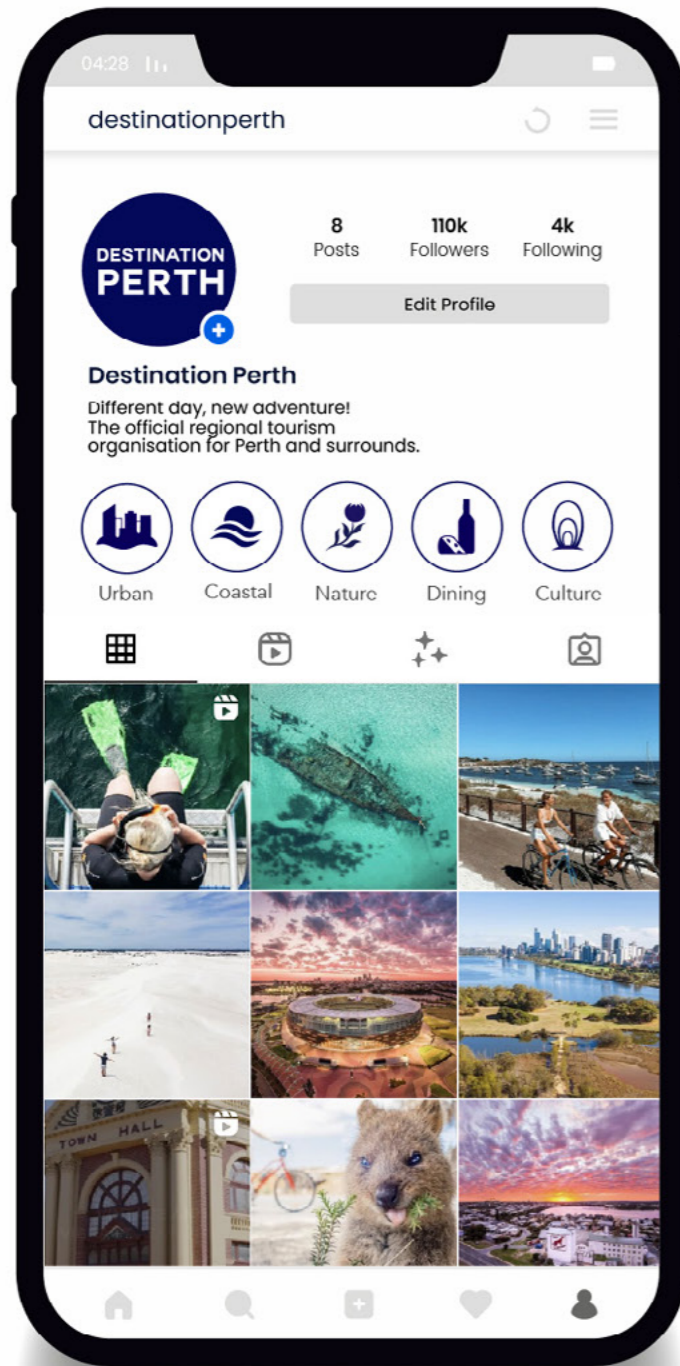 04:28
destinationperth
DESTINATION
PERTH
8
Posts
110k
Followers
4k
Following
Edit Profile
Destination Perth
Different day, new adventure!
The official regional tourism
organisation for Perth and surrounds.
Urban
Coastal
Nature
Dining
Culture
TOWN HALL